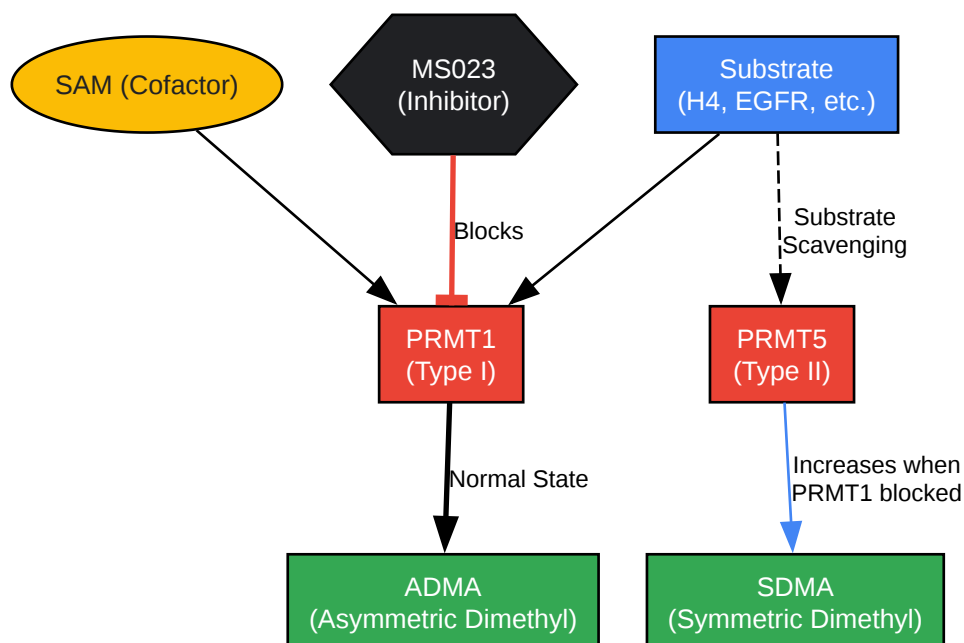 SAM (Cofactor)
MS023
(Inhibitor)
Substrate
(H4, EGFR, etc.)
Blocks
Substrate
Scavenging
PRMT1
(Type I)
PRMT5
(Type II)
Normal State
Increases when
PRMT1 blocked
ADMA
(Asymmetric Dimethyl)
SDMA
(Symmetric Dimethyl)